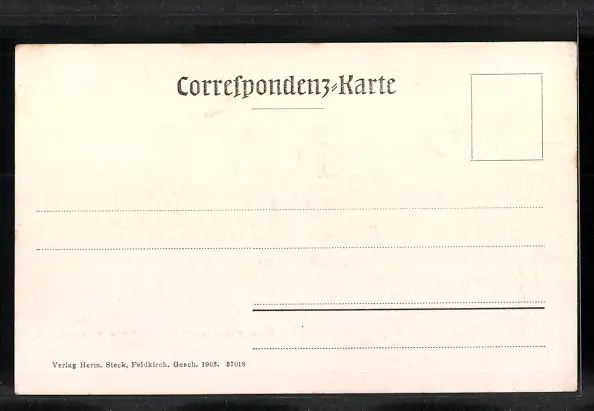 Correſpondenz-Karte
Verlag Herm. Steck, Feldkirch. Gesch. 1903. 37018